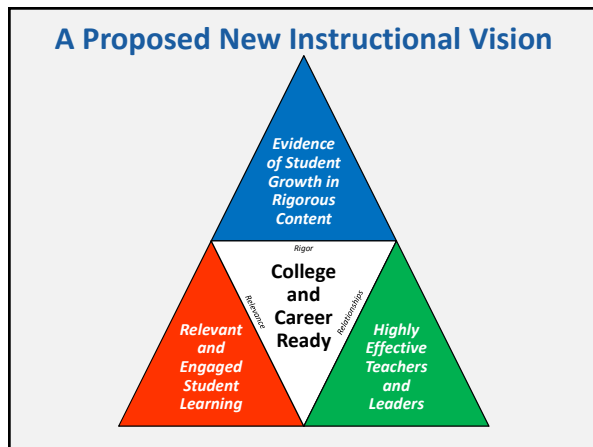 A Proposed New Instructional Vision
Evidence
of Student
Growth in
Rigorous
Content
Rigor
College
and
Career
Ready
Relevance
Relationships
Relevant
and
Engaged
Student
Learning
Highly
Effective
Teachers
and
Leaders